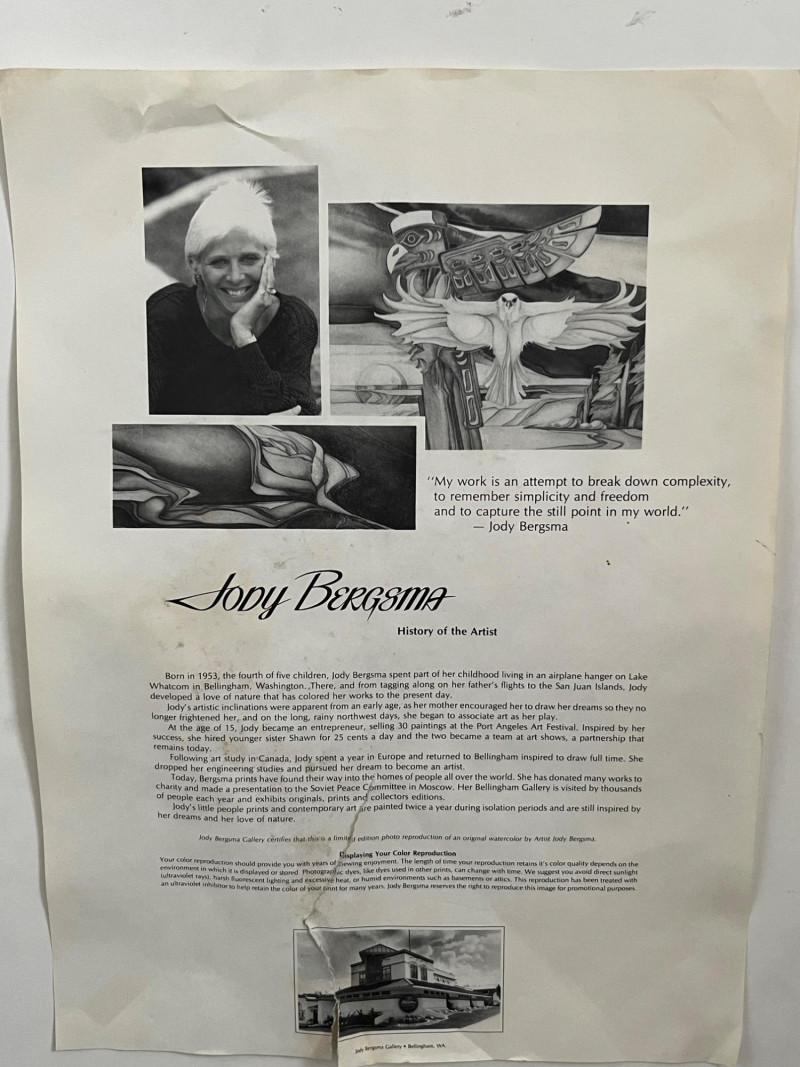 "My work is an attempt to break down complexity,
to remember simplicity and freedom
and to capture the still point in my world."
— Jody Bergsma
JODY BERGSMA
History of the Artist
Born in 1953, the fourth of five children, Jody Bergsma spent part of her childhood living in an airplane hanger on Lake
Whatcom in Bellingham, Washington. There, and from tagging along on her father's flights to the San Juan Islands, Jody
developed a love of nature that has colored her works to the present day.
Jody's artistic inclinations were apparent from an early age, as her mother encouraged her to draw her dreams so they no
longer frightened her, and on the long, rainy northwest days, she began to associate art as her play.
At the age of 15, Jody became an entrepreneur, selling 30 paintings at the Port Angeles Art Festival. Inspired by her
success, she hired younger sister Shawn for 25 cents a day and the two became a team at art shows, a partnership that
remains today.
Following art study in Canada, Jody spent a year in Europe and returned to Bellingham inspired to draw full time. She
dropped her engineering studies and pursued her dream to become an artist.
Today, Bergsma prints have found their way into the homes of people all over the world. She has donated many works to
charity and made a presentation to the Soviet Peace Committee in Moscow. Her Bellingham Gallery is visited by thousands
of people each year and exhibits originals, prints and collectors editions.
Jody's little people prints and contemporary art are painted twice a year during isolation periods and are still inspired by
her dreams and her love of nature.
Jody Bergsma Gallery certifies that this is a limited edition photo reproduction of an original watercolor by Artist Jody Bergsma.
Displaying Your Color Reproduction
Your color reproduction should provide you with years of viewing enjoyment. The length of time your reproduction retains it's color quality depends on the
environment in which it is displayed or stored. Photographic dyes, like dyes used in other prints, can change with time. We suggest you avoid direct sunlight
(ultraviolet rays), harsh fluorescent lighting and excessive heat, or humid environments such as basements or attics. This reproduction has been treated with
an ultraviolet inhibitor to help retain the color of your print for many years. Jody Bergsma reserves the right to reproduce this image for promotional purposes.
Jody Bergsma Gallery • Bellingham, WA.